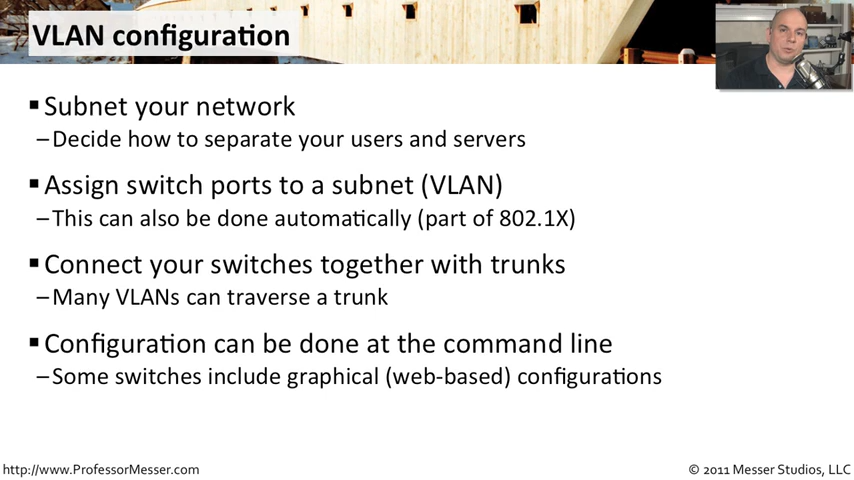 VLAN configuration
▪ Subnet your network
– Decide how to separate your users and servers
▪ Assign switch ports to a subnet (VLAN)
– This can also be done automatically (part of 802.1X)
▪ Connect your switches together with trunks
– Many VLANs can traverse a trunk
▪ Configuration can be done at the command line
– Some switches include graphical (web-based) configurations
http://www.ProfessorMesser.com
© 2011 Messer Studios, LLC